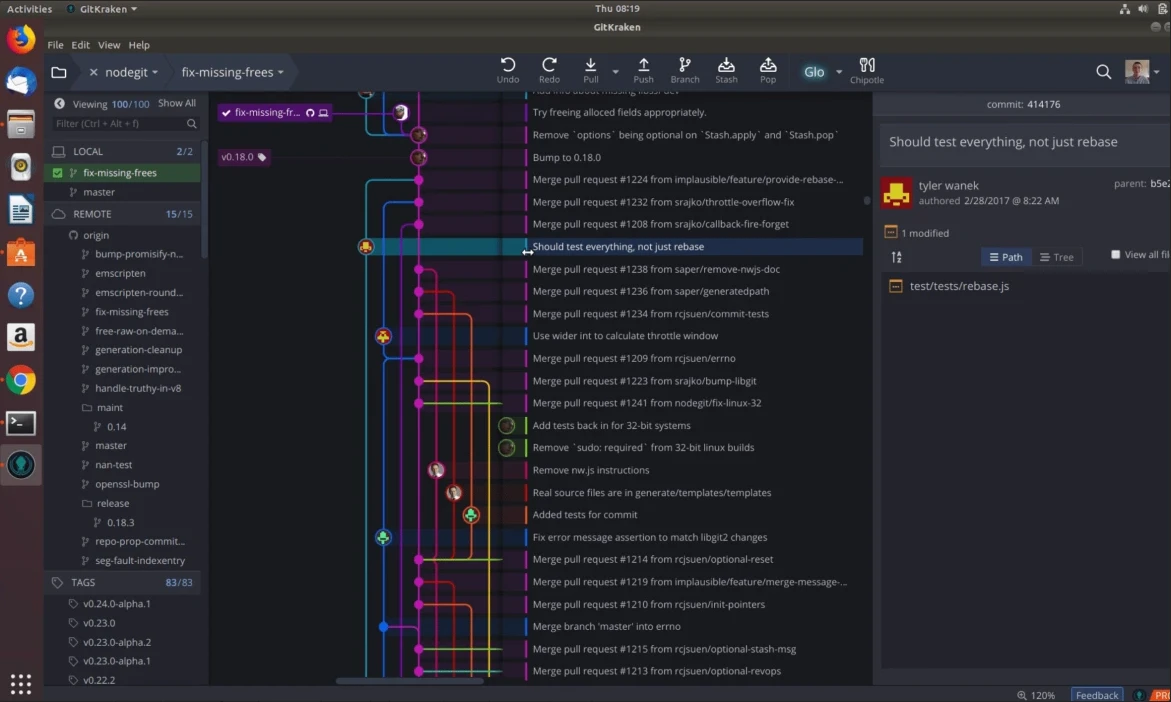 Activities GitKraken Thu 08:19
GitKraken
File Edit View Help
nodegit fix-missing-frees Undo Redo Pull Push Branch Stash Pop Glo Chipotle
Viewing 100/100 Show All
Filter (Ctrl + Alt + f)
LOCAL 2/2
fix-missing-frees
master
REMOTE 15/15
origin
bump-promisify-n...
emscripten
emscripten-round...
fix-missing-frees
free-raw-on-dema...
generation-cleanup
generation-impro...
handle-truthy-in-v8
maint
0.14
master
nan-test
openssl-bump
release
0.18.3
repo-prop-commit...
seg-fault-indexentry
TAGS 83/83
v0.24.0-alpha.1
v0.23.0
v0.23.0-alpha.2
v0.23.0-alpha.1
v0.22.2
fix-missing-fr...
v0.18.0
Try freeing alloced fields appropriately.
Remove `options` being optional on `Stash.apply` and `Stash.pop`
Bump to 0.18.0
Merge pull request #1224 from implausible/feature/provide-rebase-...
Merge pull request #1232 from srajko/throttle-overflow-fix
Merge pull request #1208 from srajko/callback-fire-forget
Should test everything, not just rebase
Merge pull request #1238 from saper/remove-nwjs-doc
Merge pull request #1236 from saper/generatedpath
Merge pull request #1234 from rcjsuen/commit-tests
Use wider int to calculate throttle window
Merge pull request #1209 from rcjsuen/errno
Merge pull request #1223 from srajko/bump-libgit
Merge pull request #1241 from nodegit/fix-linux-32
Add tests back in for 32-bit systems
Remove `sudo: required` from 32-bit linux builds
Remove nw.js instructions
Real source files are in generate/templates/templates
Added tests for commit
Fix error message assertion to match libgit2 changes
Merge pull request #1214 from rcjsuen/optional-reset
Merge pull request #1219 from implausible/feature/merge-message-...
Merge pull request #1210 from rcjsuen/init-pointers
Merge branch 'master' into errno
Merge pull request #1215 from rcjsuen/optional-stash-msg
Merge pull request #1213 from rcjsuen/optional-revops
commit: 414176
Should test everything, not just rebase
tyler wanek parent: b5e2
authored 2/28/2017 @ 8:22 AM
1 modified
Path Tree View all fil
test/tests/rebase.js
120% Feedback PRO